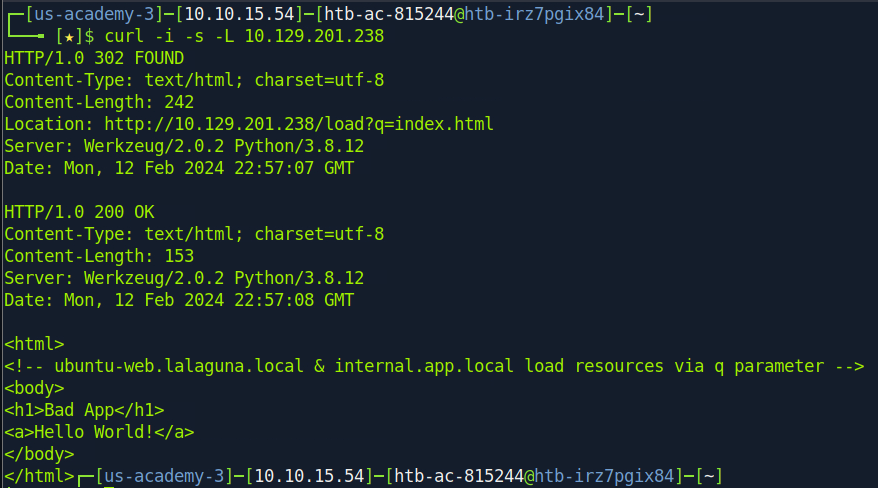 ┌─[us-academy-3]─[10.10.15.54]─[htb-ac-815244@htb-irz7pgix84]─[~]
└──╼ [★]$ curl -i -s -L 10.129.201.238
HTTP/1.0 302 FOUND
Content-Type: text/html; charset=utf-8
Content-Length: 242
Location: http://10.129.201.238/load?q=index.html
Server: Werkzeug/2.0.2 Python/3.8.12
Date: Mon, 12 Feb 2024 22:57:07 GMT

HTTP/1.0 200 OK
Content-Type: text/html; charset=utf-8
Content-Length: 153
Server: Werkzeug/2.0.2 Python/3.8.12
Date: Mon, 12 Feb 2024 22:57:08 GMT

<html>
<!-- ubuntu-web.lalaguna.local & internal.app.local load resources via q parameter -->
<body>
<h1>Bad App</h1>
<a>Hello World!</a>
</body>
</html>┌─[us-academy-3]─[10.10.15.54]─[htb-ac-815244@htb-irz7pgix84]─[~]